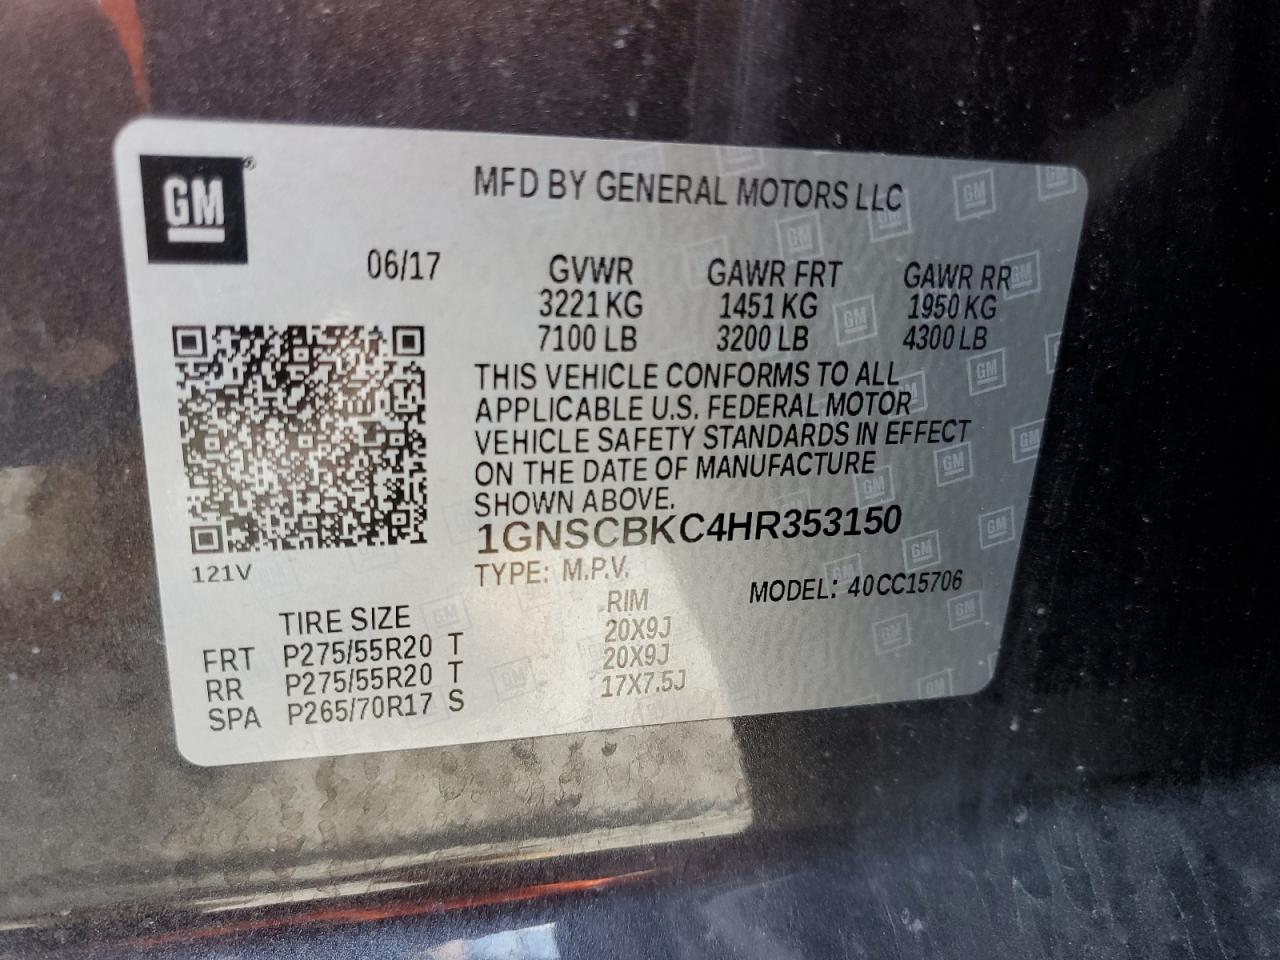 GM
MFD BY GENERAL MOTORS LLC
06/17
GVWR GAWR FRT GAWR RR
3221 KG 1451 KG 1950 KG
7100 LB 3200 LB 4300 LB
THIS VEHICLE CONFORMS TO ALL
APPLICABLE U.S. FEDERAL MOTOR
VEHICLE SAFETY STANDARDS IN EFFECT
ON THE DATE OF MANUFACTURE
SHOWN ABOVE.
1GNSCBKC4HR353150
121V
TYPE: M.P.V. MODEL: 40CC15706
TIRE SIZE RIM
FRT P275/55R20 T 20X9J
RR P275/55R20 T 20X9J
SPA P265/70R17 S 17X7.5J